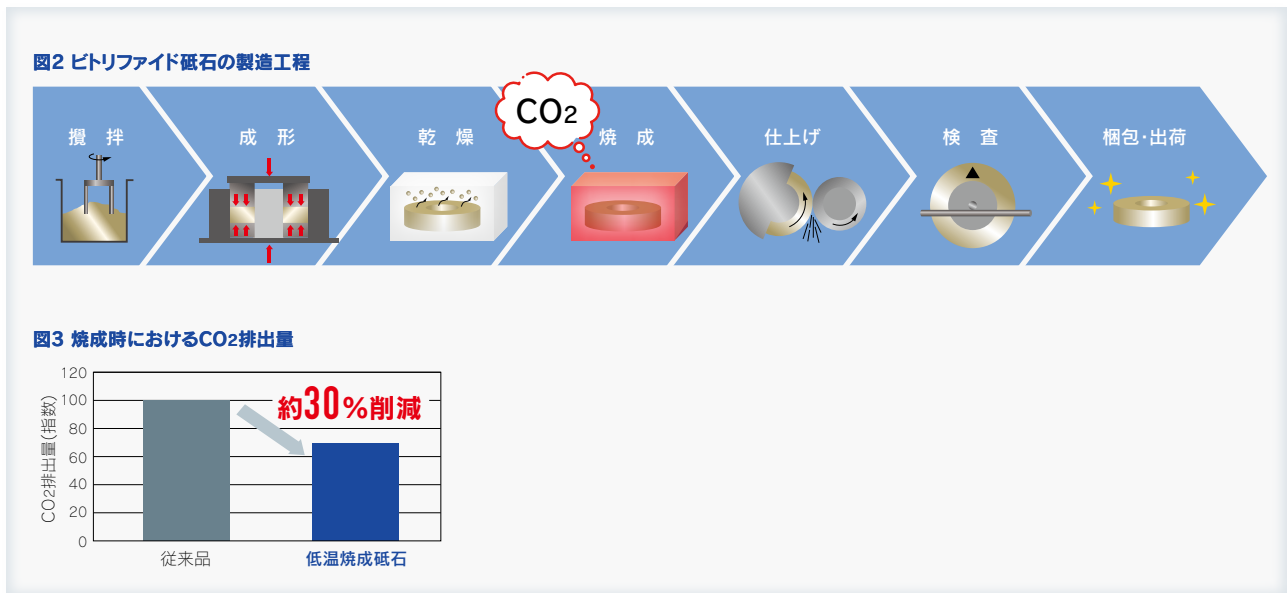 図2 ビトリファイド砥石の製造工程
CO2
攪 拌
成 形
乾 燥
焼 成
仕上げ
検 査
梱包・出荷
図3 焼成時におけるCO2排出量
CO2排出量(指数)
120
100
80
60
40
20
0
約30%削減
従来品
低温焼成砥石